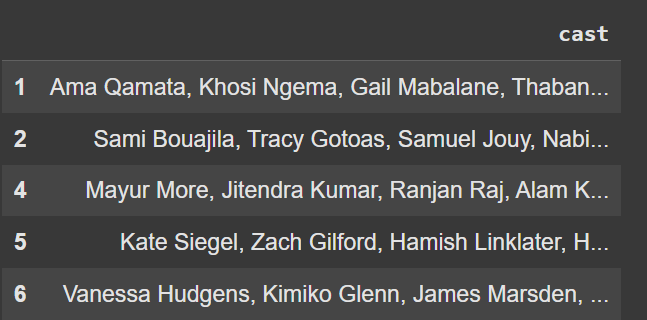 cast
1 Ama Qamata, Khosi Ngema, Gail Mabalane, Thaban...
2 Sami Bouajila, Tracy Gotoas, Samuel Jouy, Nabi...
4 Mayur More, Jitendra Kumar, Ranjan Raj, Alam K...
5 Kate Siegel, Zach Gilford, Hamish Linklater, H...
6 Vanessa Hudgens, Kimiko Glenn, James Marsden, ...